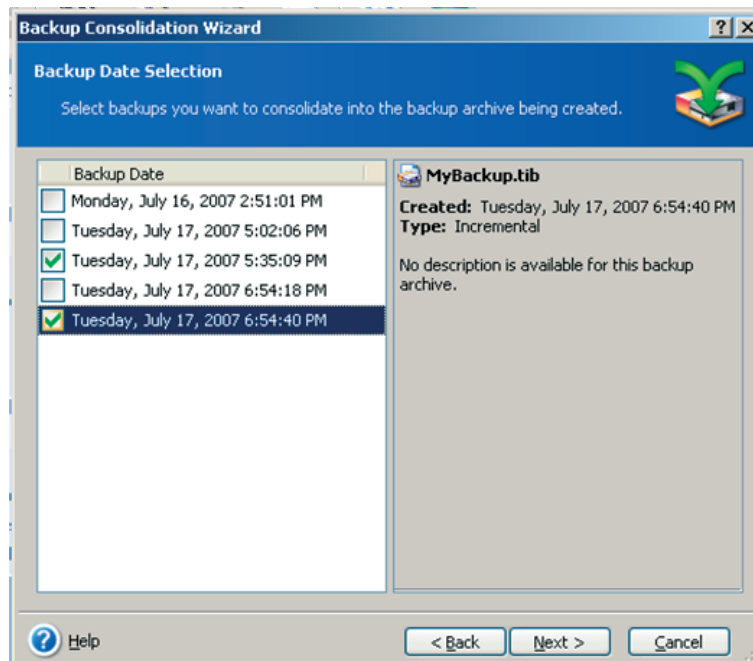 Backup Consolidation Wizard
Backup Date Selection
Select backups you want to consolidate into the backup archive being created.
Backup Date
Monday, July 16, 2007 2:51:01 PM
Tuesday, July 17, 2007 5:02:06 PM
Tuesday, July 17, 2007 5:35:09 PM
Tuesday, July 17, 2007 6:54:18 PM
Tuesday, July 17, 2007 6:54:40 PM
MyBackup.tib
Created: Tuesday, July 17, 2007 6:54:40 PM
Type: Incremental
No description is available for this backup
archive.
Help
< Back
Next >
Cancel